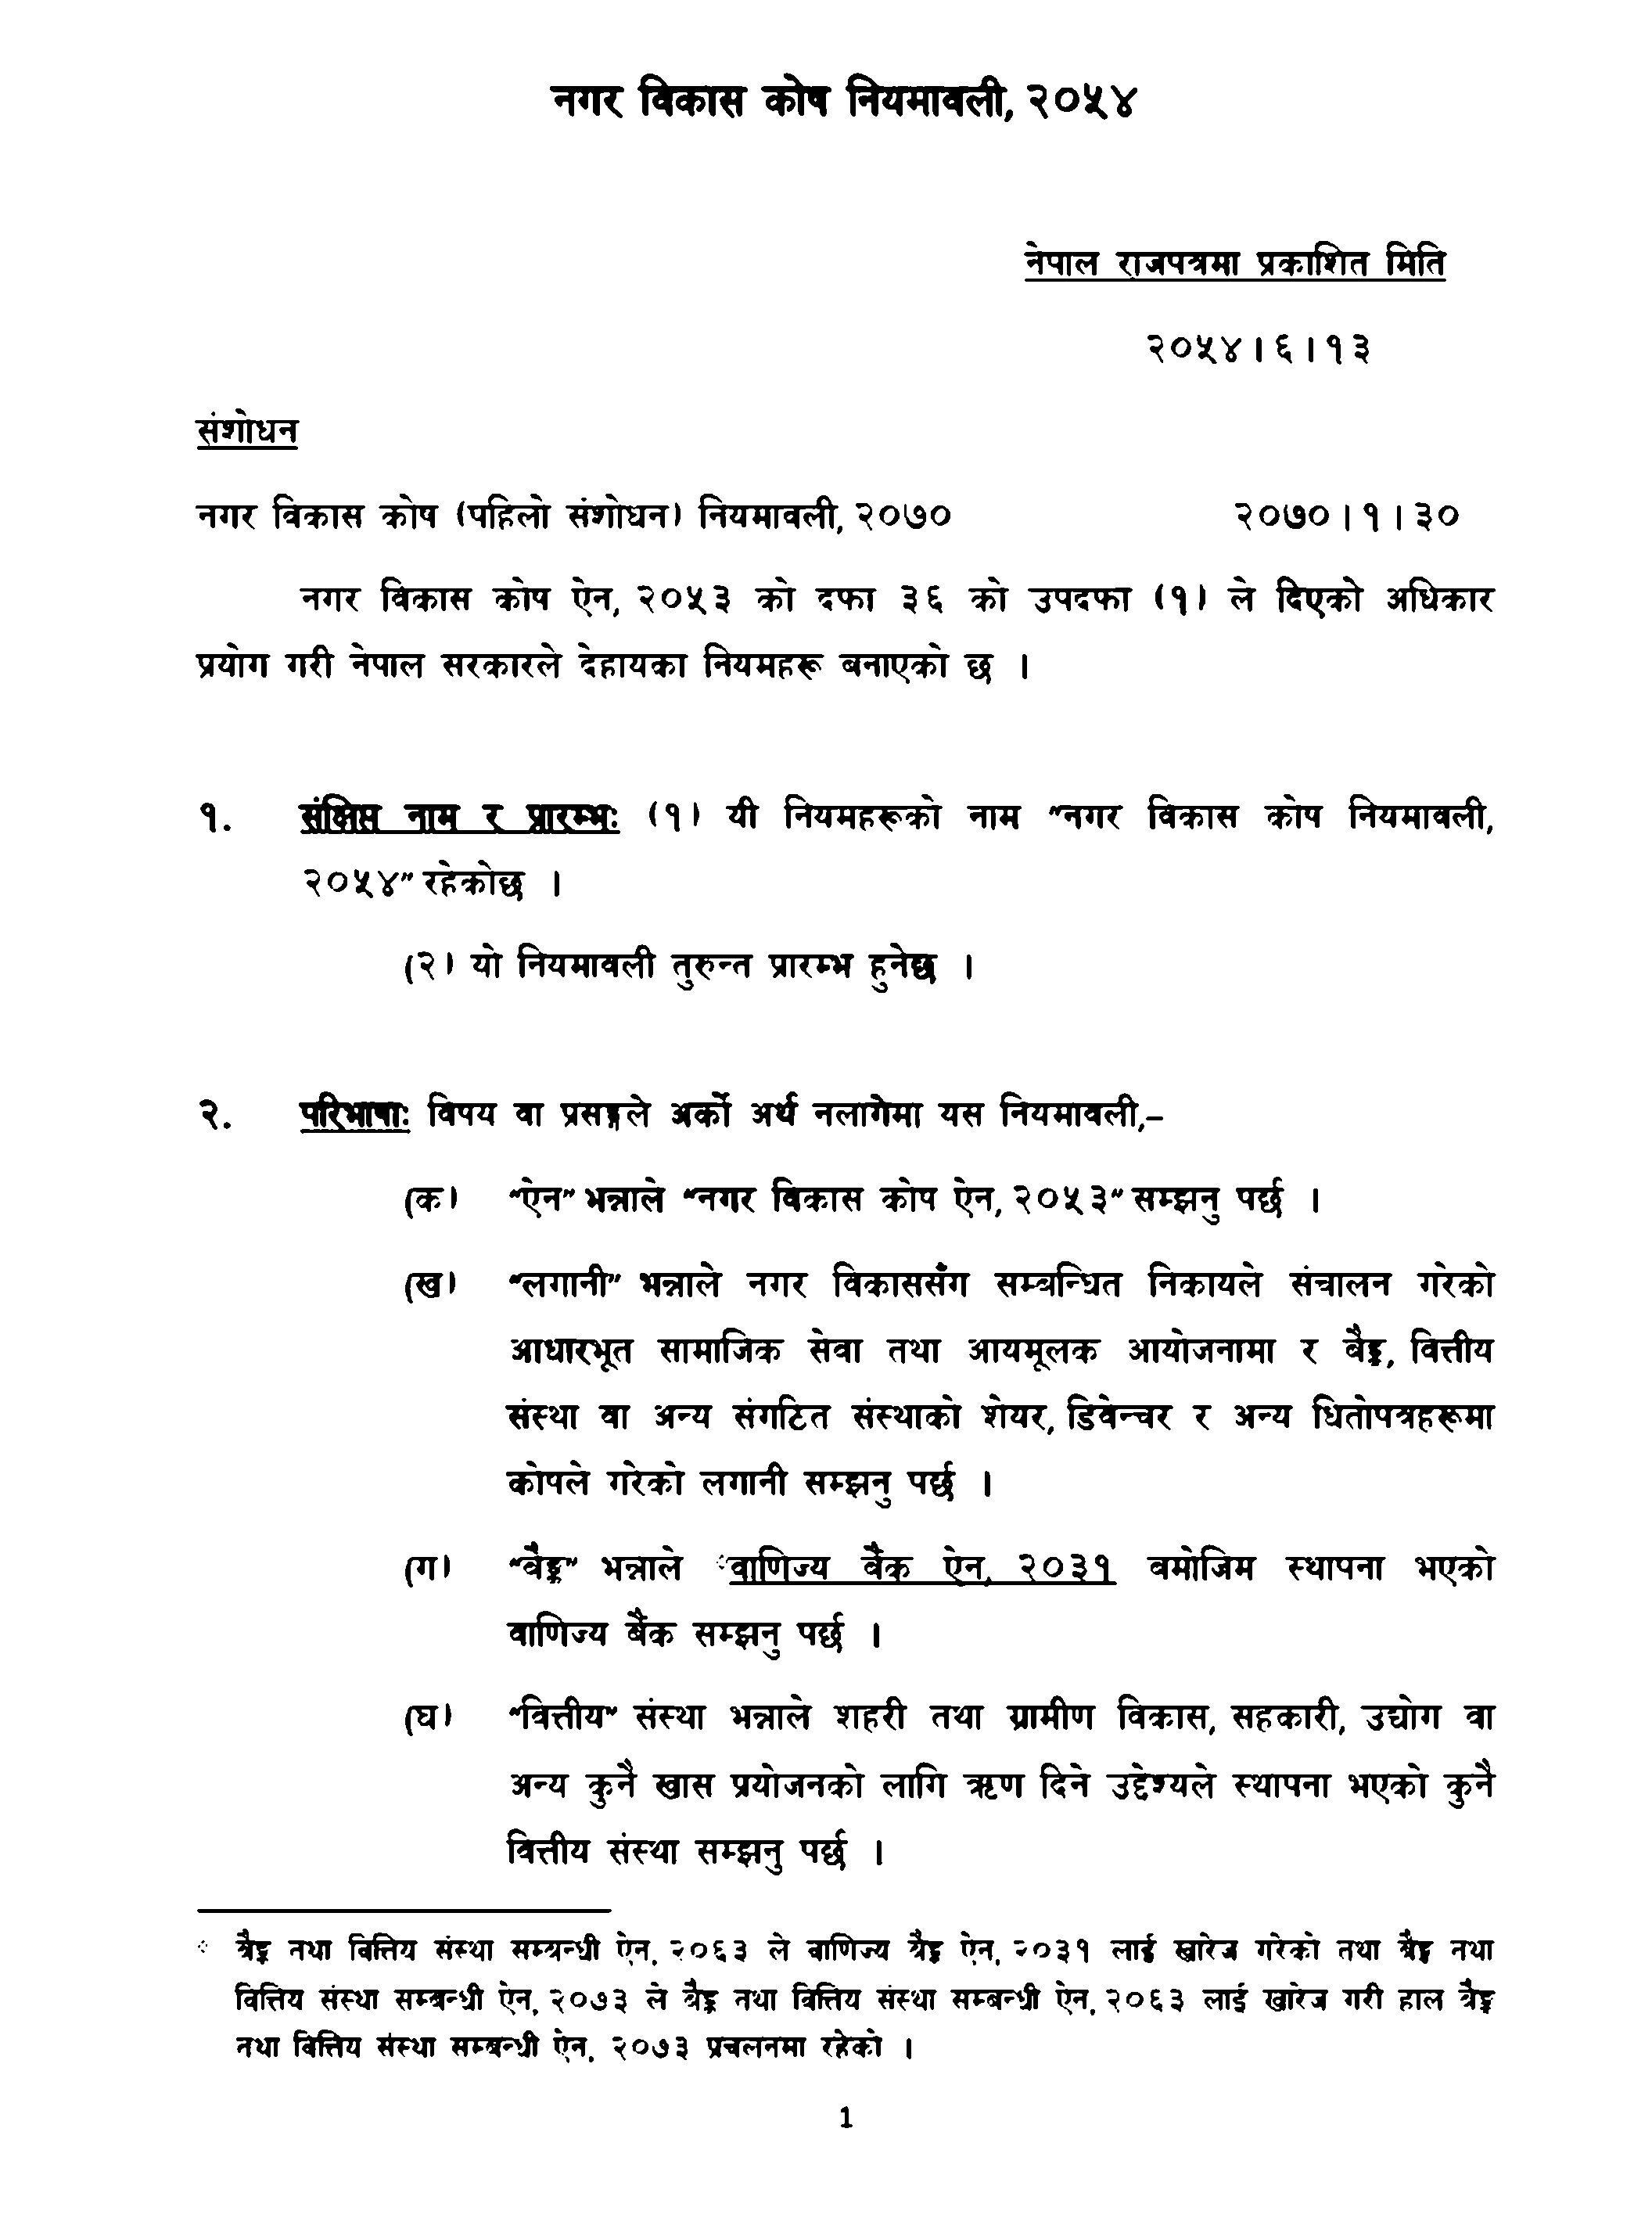 नगर विकास कोष नियमावली, २०५४
नेपाल राजपत्रमा प्रकाशित मिति
२०५४।६।१३
संशोधन
नगर विकास कोष (पहिलो संशोधन) नियमावली, २०७० २०७०।१।३०
नगर विकास कोष ऐन, २०५३ को दफा ३६ को उपदफा (१) ले दिएको अधिकार
प्रयोग गरी नेपाल सरकारले देहायका नियमहरू बनाएको छ ।
१. संक्षिप्त नाम र प्रारम्भः (१) यी नियमहरूको नाम “नगर विकास कोष नियमावली,
२०५४” रहेकोछ ।
(२) यो नियमावली तुरुन्त प्रारम्भ हुनेछ ।
२. परिभाषाः विषय वा प्रसङ्गले अर्को अर्थ नलागेमा यस नियमावली,–
(क) “ऐन” भन्नाले “नगर विकास कोष ऐन, २०५३” सम्झनु पर्छ ।
(ख) “लगानी” भन्नाले नगर विकाससँग सम्बन्धित निकायले संचालन गरेको
आधारभूत सामाजिक सेवा तथा आयमूलक आयोजनामा र बैङ्क, वित्तीय
संस्था वा अन्य संगठित संस्थाको शेयर, डिवेन्चर र अन्य धितोपत्रहरूमा
कोषले गरेको लगानी सम्झनु पर्छ ।
(ग) “बैङ्क” भन्नाले वाणिज्य बैंक ऐन, २०३१ बमोजिम स्थापना भएको
वाणिज्य बैंक सम्झनु पर्छ ।
(घ) “वित्तीय” संस्था भन्नाले शहरी तथा ग्रामीण विकास, सहकारी, उद्योग वा
अन्य कुनै खास प्रयोजनको लागि ऋण दिने उद्देश्यले स्थापना भएको कुनै
वित्तीय संस्था सम्झनु पर्छ ।
बैङ्क तथा वित्तिय संस्था सम्बन्धी ऐन, २०६३ ले वाणिज्य बैङ्क ऐन, २०३१ लाई खारेज गरेको तथा बैङ्क तथा
वित्तिय संस्था सम्बन्धी ऐन, २०७३ ले बैङ्क तथा वित्तिय संस्था सम्बन्धी ऐन, २०६३ लाई खारेज गरी हाल बैङ्क
तथा वित्तिय संस्था सम्बन्धी ऐन, २०७३ प्रचलनमा रहेको ।
1